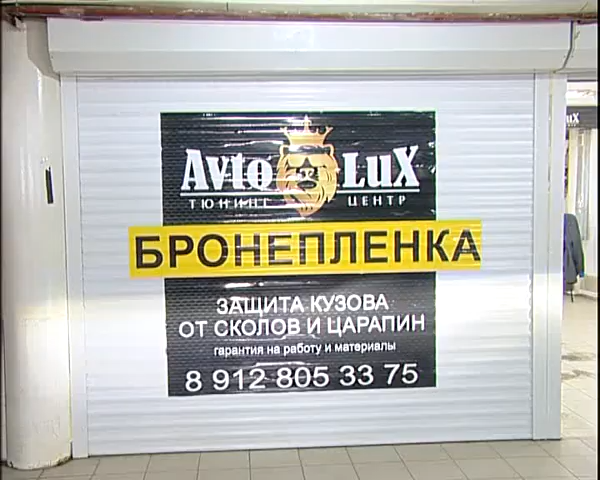 Avto LuX
ТЮНИНГ ЦЕНТР
БРОНЕПЛЕНКА
ЗАЩИТА КУЗОВА
ОТ СКОЛОВ И ЦАРАПИН
гарантия на работу и материалы
8 912 805 33 75
uX